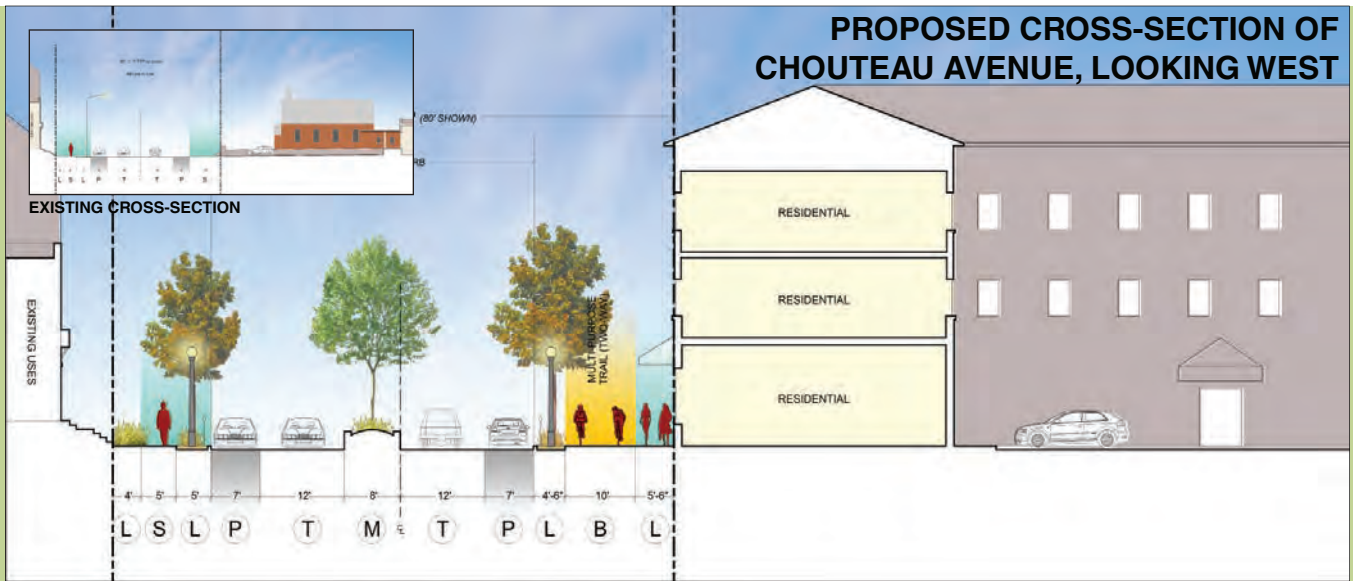 PROPOSED CROSS-SECTION OF
CHOUTEAU AVENUE, LOOKING WEST
L S L P T T P S
EXISTING CROSS-SECTION
(80' SHOWN)
RB
EXISTING USES
MULTI-PURPOSE
TRAIL (TWO-WAY)
RESIDENTIAL
RESIDENTIAL
RESIDENTIAL
4' 5' 5' 7' 12' 8' 12' 7' 4'-6" 10' 5'-6"
L S L P T M T P L B L